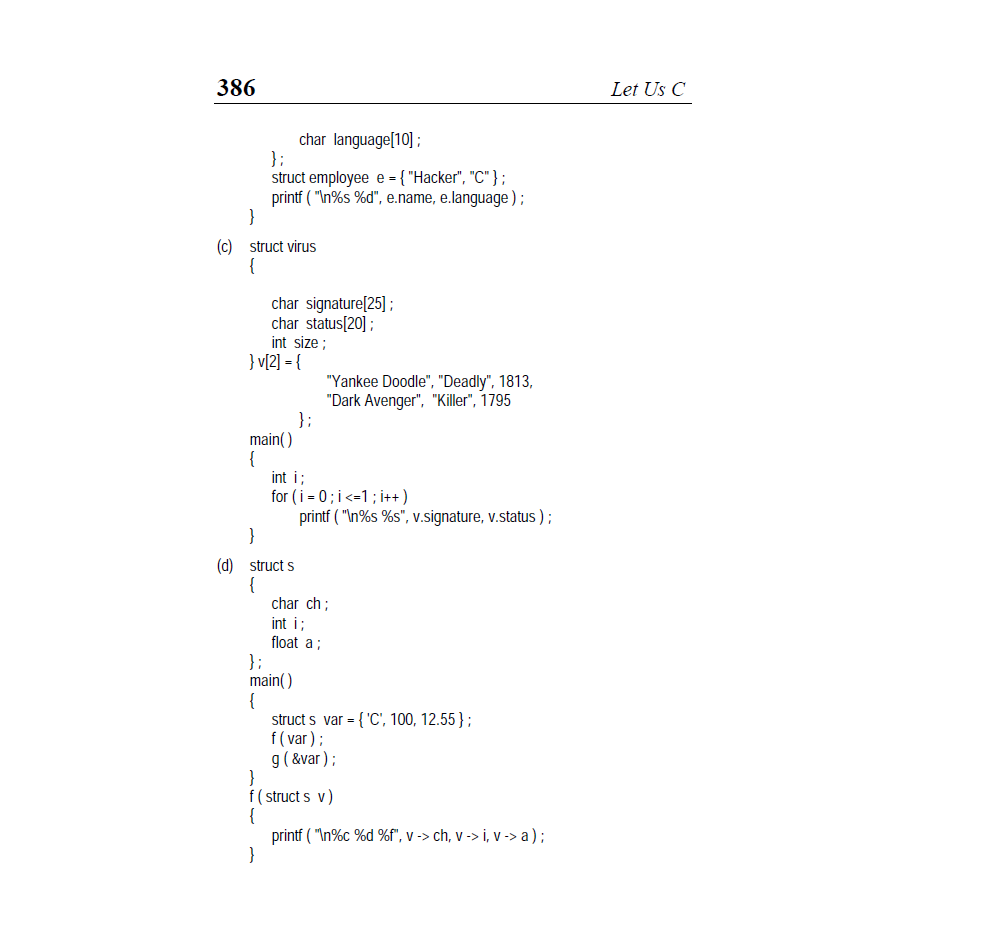 386 Let Us C
char language[10] ;
} ;
struct employee e = { "Hacker", "C" } ;
printf ( "\n%s %d", e.name, e.language ) ;
}
(c) struct virus
{
char signature[25] ;
char status[20] ;
int size ;
} v[2] = {
"Yankee Doodle", "Deadly", 1813,
"Dark Avenger", "Killer", 1795
} ;
main( )
{
int i ;
for ( i = 0 ; i <=1 ; i++ )
printf ( "\n%s %s", v.signature, v.status ) ;
}
(d) struct s
{
char ch ;
int i ;
float a ;
} ;
main( )
{
struct s var = { 'C', 100, 12.55 } ;
f ( var ) ;
g ( &var ) ;
}
f ( struct s v )
{
printf ( "\n%c %d %f", v -> ch, v -> i, v -> a ) ;
}